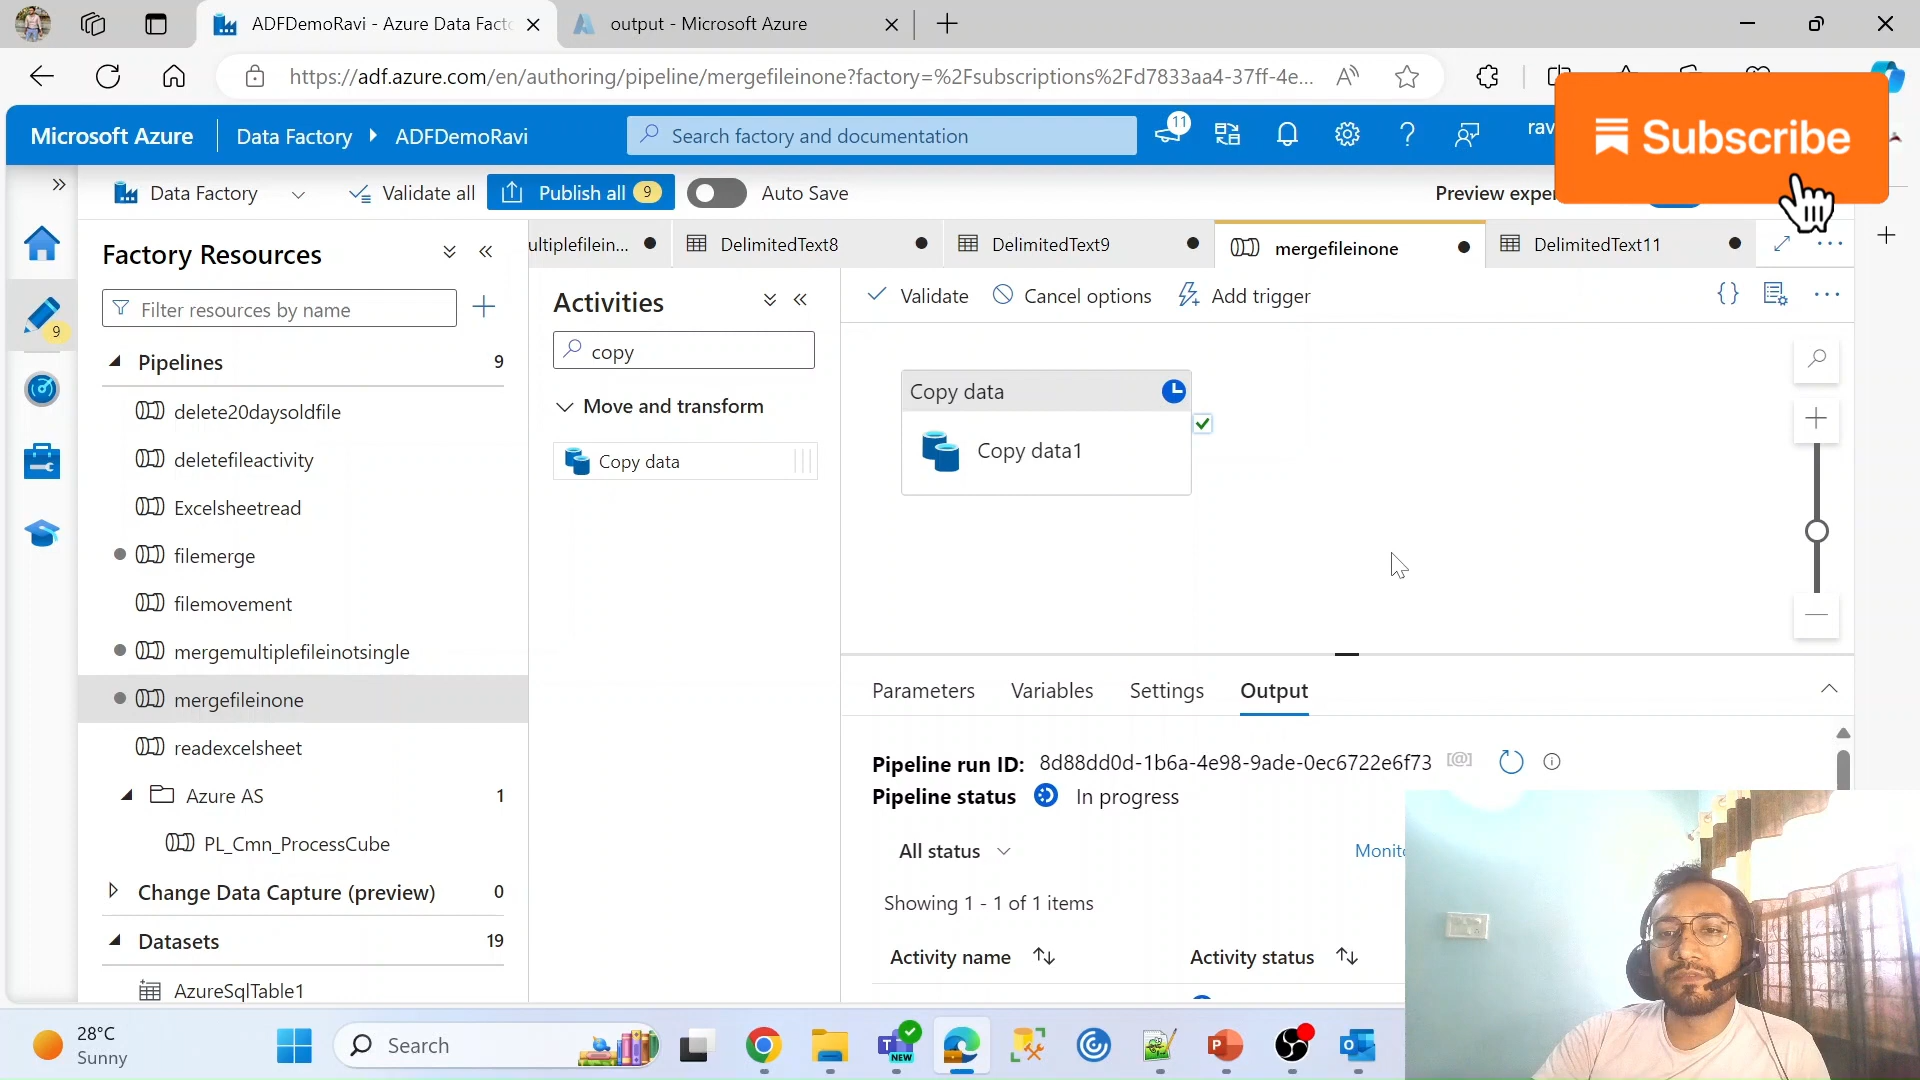 ADFDemoRavi - Azure Data Facto
output - Microsoft Azure
https://adf.azure.com/en/authoring/pipeline/mergefileinone?factory=%2Fsubscriptions%2Fd7833aa4-37ff-4e...
Microsoft Azure
Data Factory
ADFDemoRavi
Search factory and documentation
11
rav
Subscribe
Data Factory
Validate all
Publish all
9
Auto Save
Preview exper
Factory Resources
ultiplefilein...
DelimitedText8
DelimitedText9
mergefileinone
DelimitedText11
Filter resources by name
Activities
Validate
Cancel options
Add trigger
9
Pipelines
9
copy
delete20daysoldfile
Move and transform
Copy data
deletefileactivity
Copy data
Copy data1
Excelsheetread
filemerge
filemovement
mergemultiplefileinotsingle
mergefileinone
readexcelsheet
Azure AS
1
PL_Cmn_ProcessCube
Change Data Capture (preview)
0
Datasets
19
AzureSqlTable1
Parameters
Variables
Settings
Output
Pipeline run ID: 8d88dd0d-1b6a-4e98-9ade-0ec6722e6f73
Pipeline status
In progress
All status
Monito
Showing 1 - 1 of 1 items
Activity name
Activity status
28°C
Sunny
Search
NEW